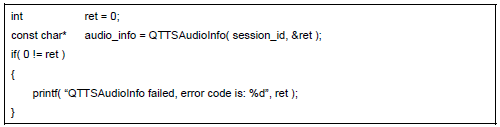 int ret = 0;
const char* audio_info = QTTSAudioInfo( session_id, &ret );
if( 0 != ret )
{
printf( “QTTSAudioInfo failed, error code is: %d”, ret );
}